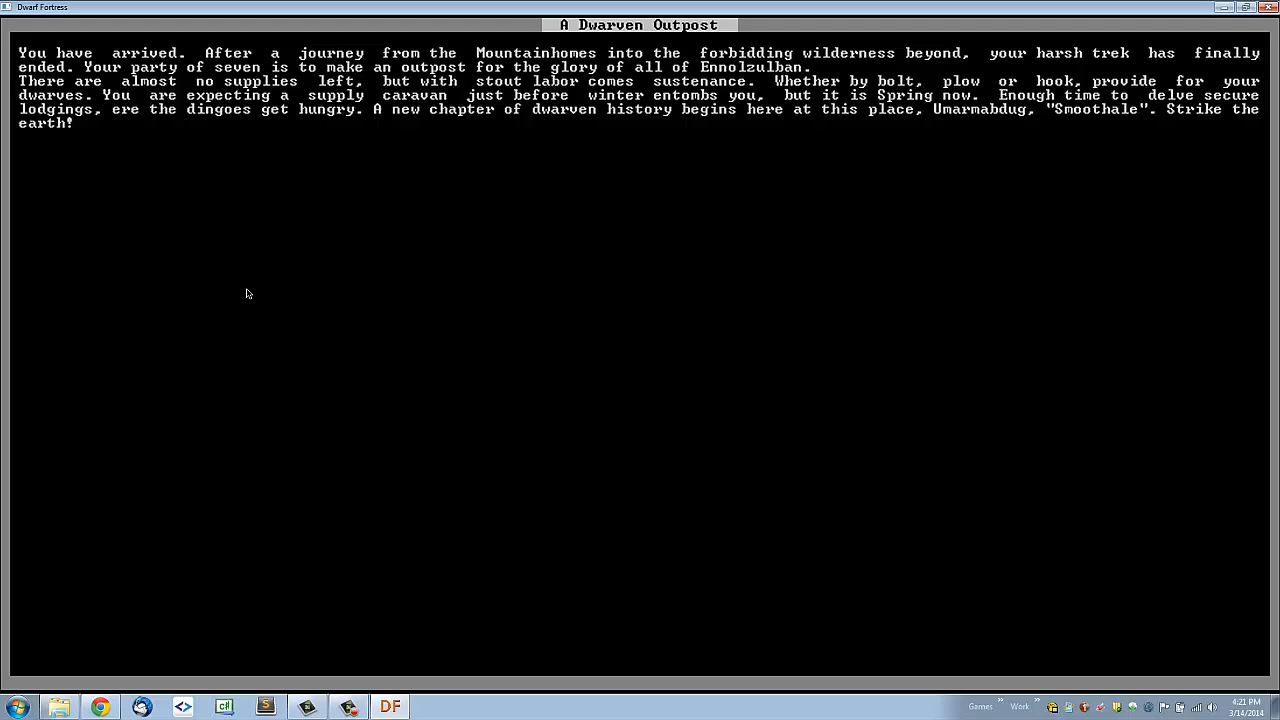 Dwarf Fortress
A Dwarven Outpost
You have arrived. After a journey from the Mountainhomes into the forbidding wilderness beyond, your harsh trek has finally
ended. Your party of seven is to make an outpost for the glory of all of Ennolzulban.
There are almost no supplies left, but with stout labor comes sustenance. Whether by bolt, plow or hook, provide for your
dwarves. You are expecting a supply caravan just before winter entombs you, but it is Spring now. Enough time to delve secure
lodgings, ere the dingoes get hungry. A new chapter of dwarven history begins here at this place, Umarmabdug, "Smoothale". Strike the
earth!
C# S DF Games » Work » 4:21 PM
3/14/2014